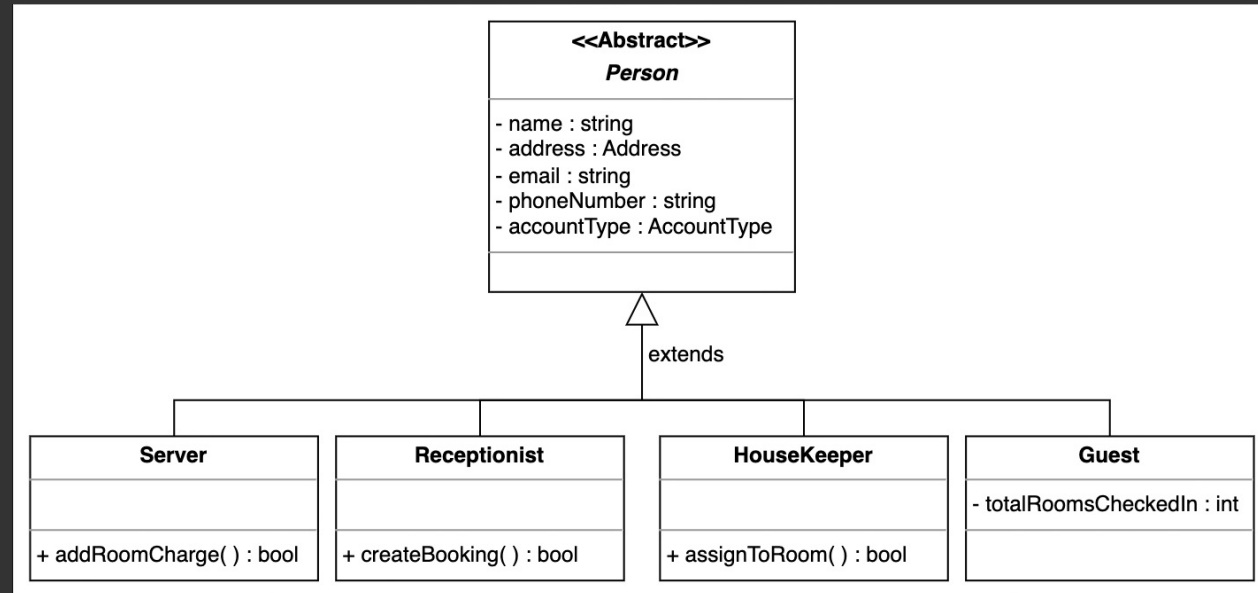 <<Abstract>>
Person
- name : string
- address : Address
- email : string
- phoneNumber : string
- accountType : AccountType
extends
Server
+ addRoomCharge( ) : bool
Receptionist
+ createBooking( ) : bool
HouseKeeper
+ assignToRoom( ) : bool
Guest
- totalRoomsCheckedIn : int